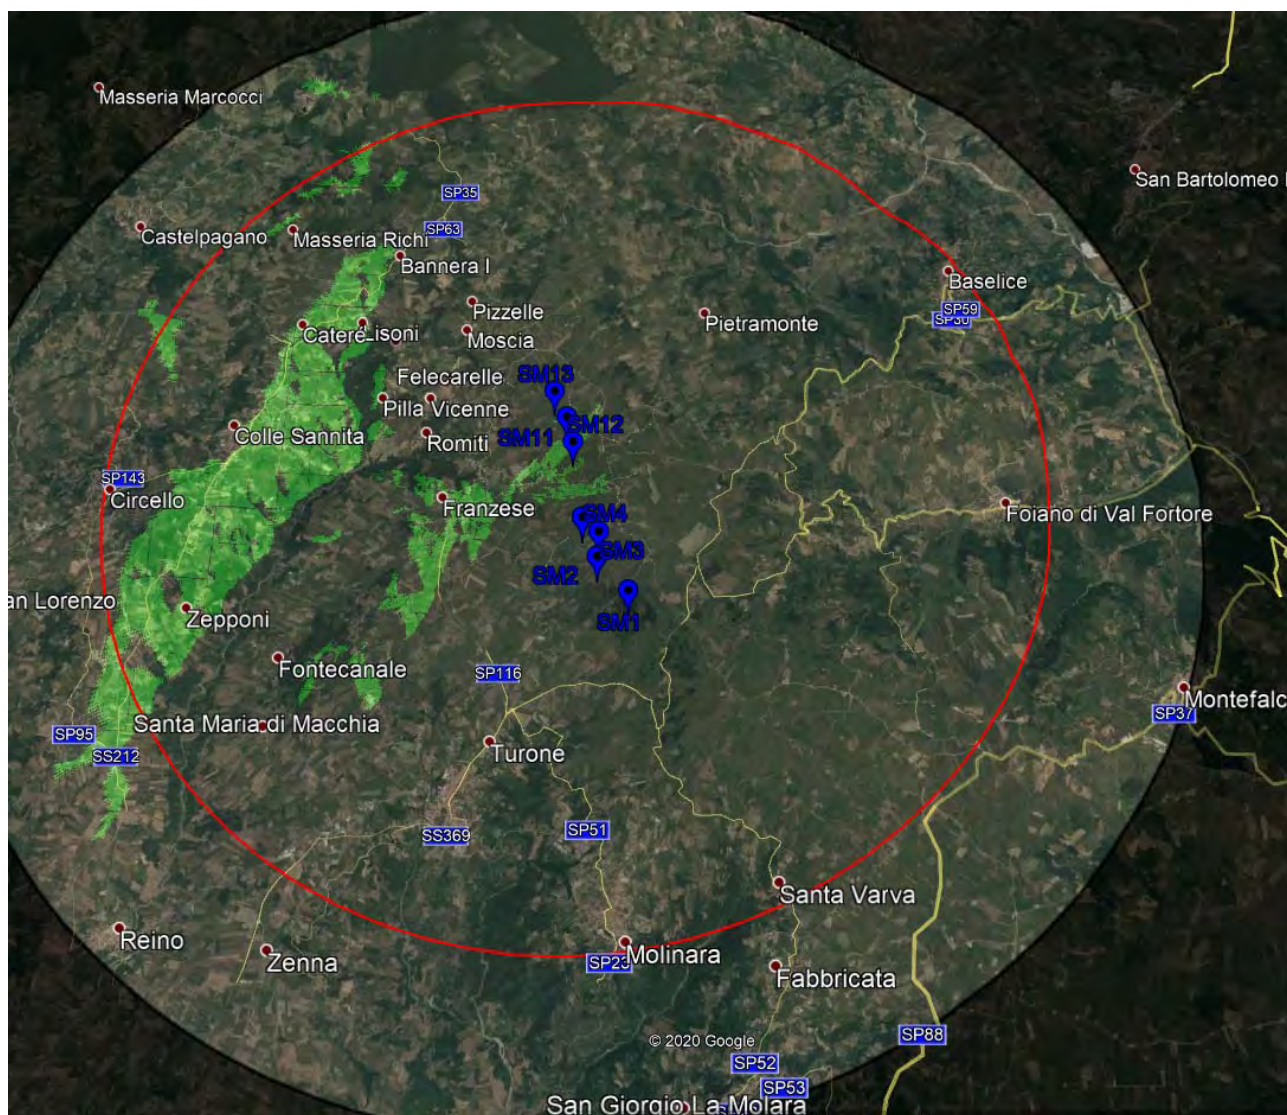 Masseria Marcocci
San Bartolomeo
SP35
Castelpagano
Masseria Richi
SP63
Bannera I
Baselice
Pizzelle
SP59
Pietramonte
Catere
Lisoni
Moscia
Felecarelle
SM13
Pilla Vicenne
SM12
Colle Sannita
Romiti
SM11
SP143
Circello
Franzese
Foiano di Val Fortore
SM4
SM3
SM2
an Lorenzo
Zepponi
SM1
Fontecanale
SP116
Montefalc
SP37
Santa Maria di Macchia
SP95
SS212
Turone
SS369
SP51
Santa Varva
Reino
Zenna
Molinara
SP23
Fabbricata
SP88
© 2020 Google
SP52
SP53
San Giorgio La Molara